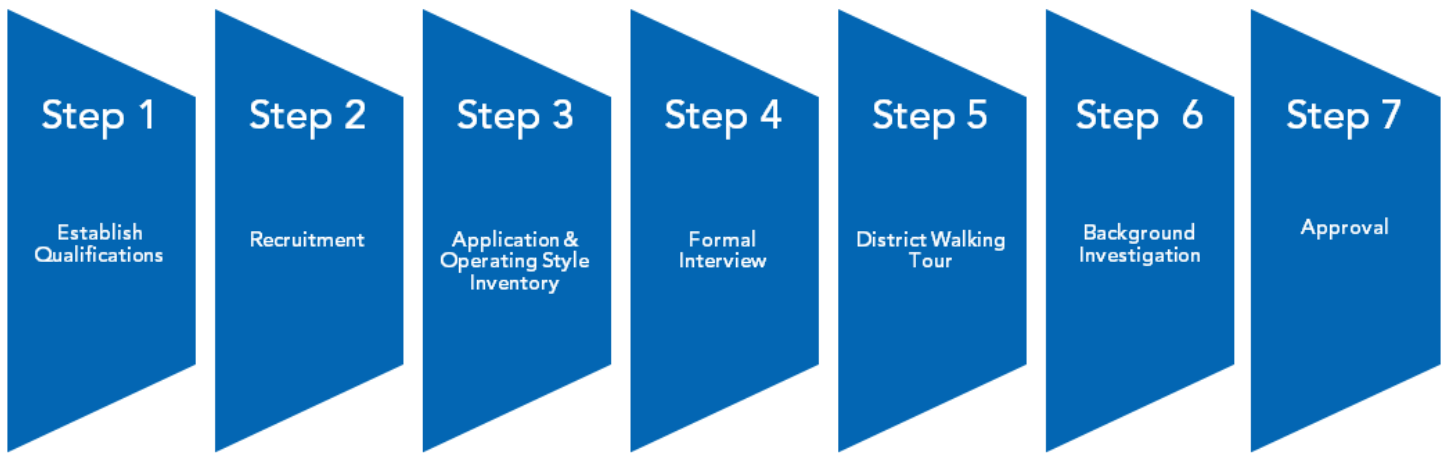 Step 1
Establish
Qualifications
Step 2
Recruitment
Step 3
Application &
Operating Style
Inventory
Step 4
Formal
Interview
Step 5
District Walking
Tour
Step 6
Background
Investigation
Step 7
Approval